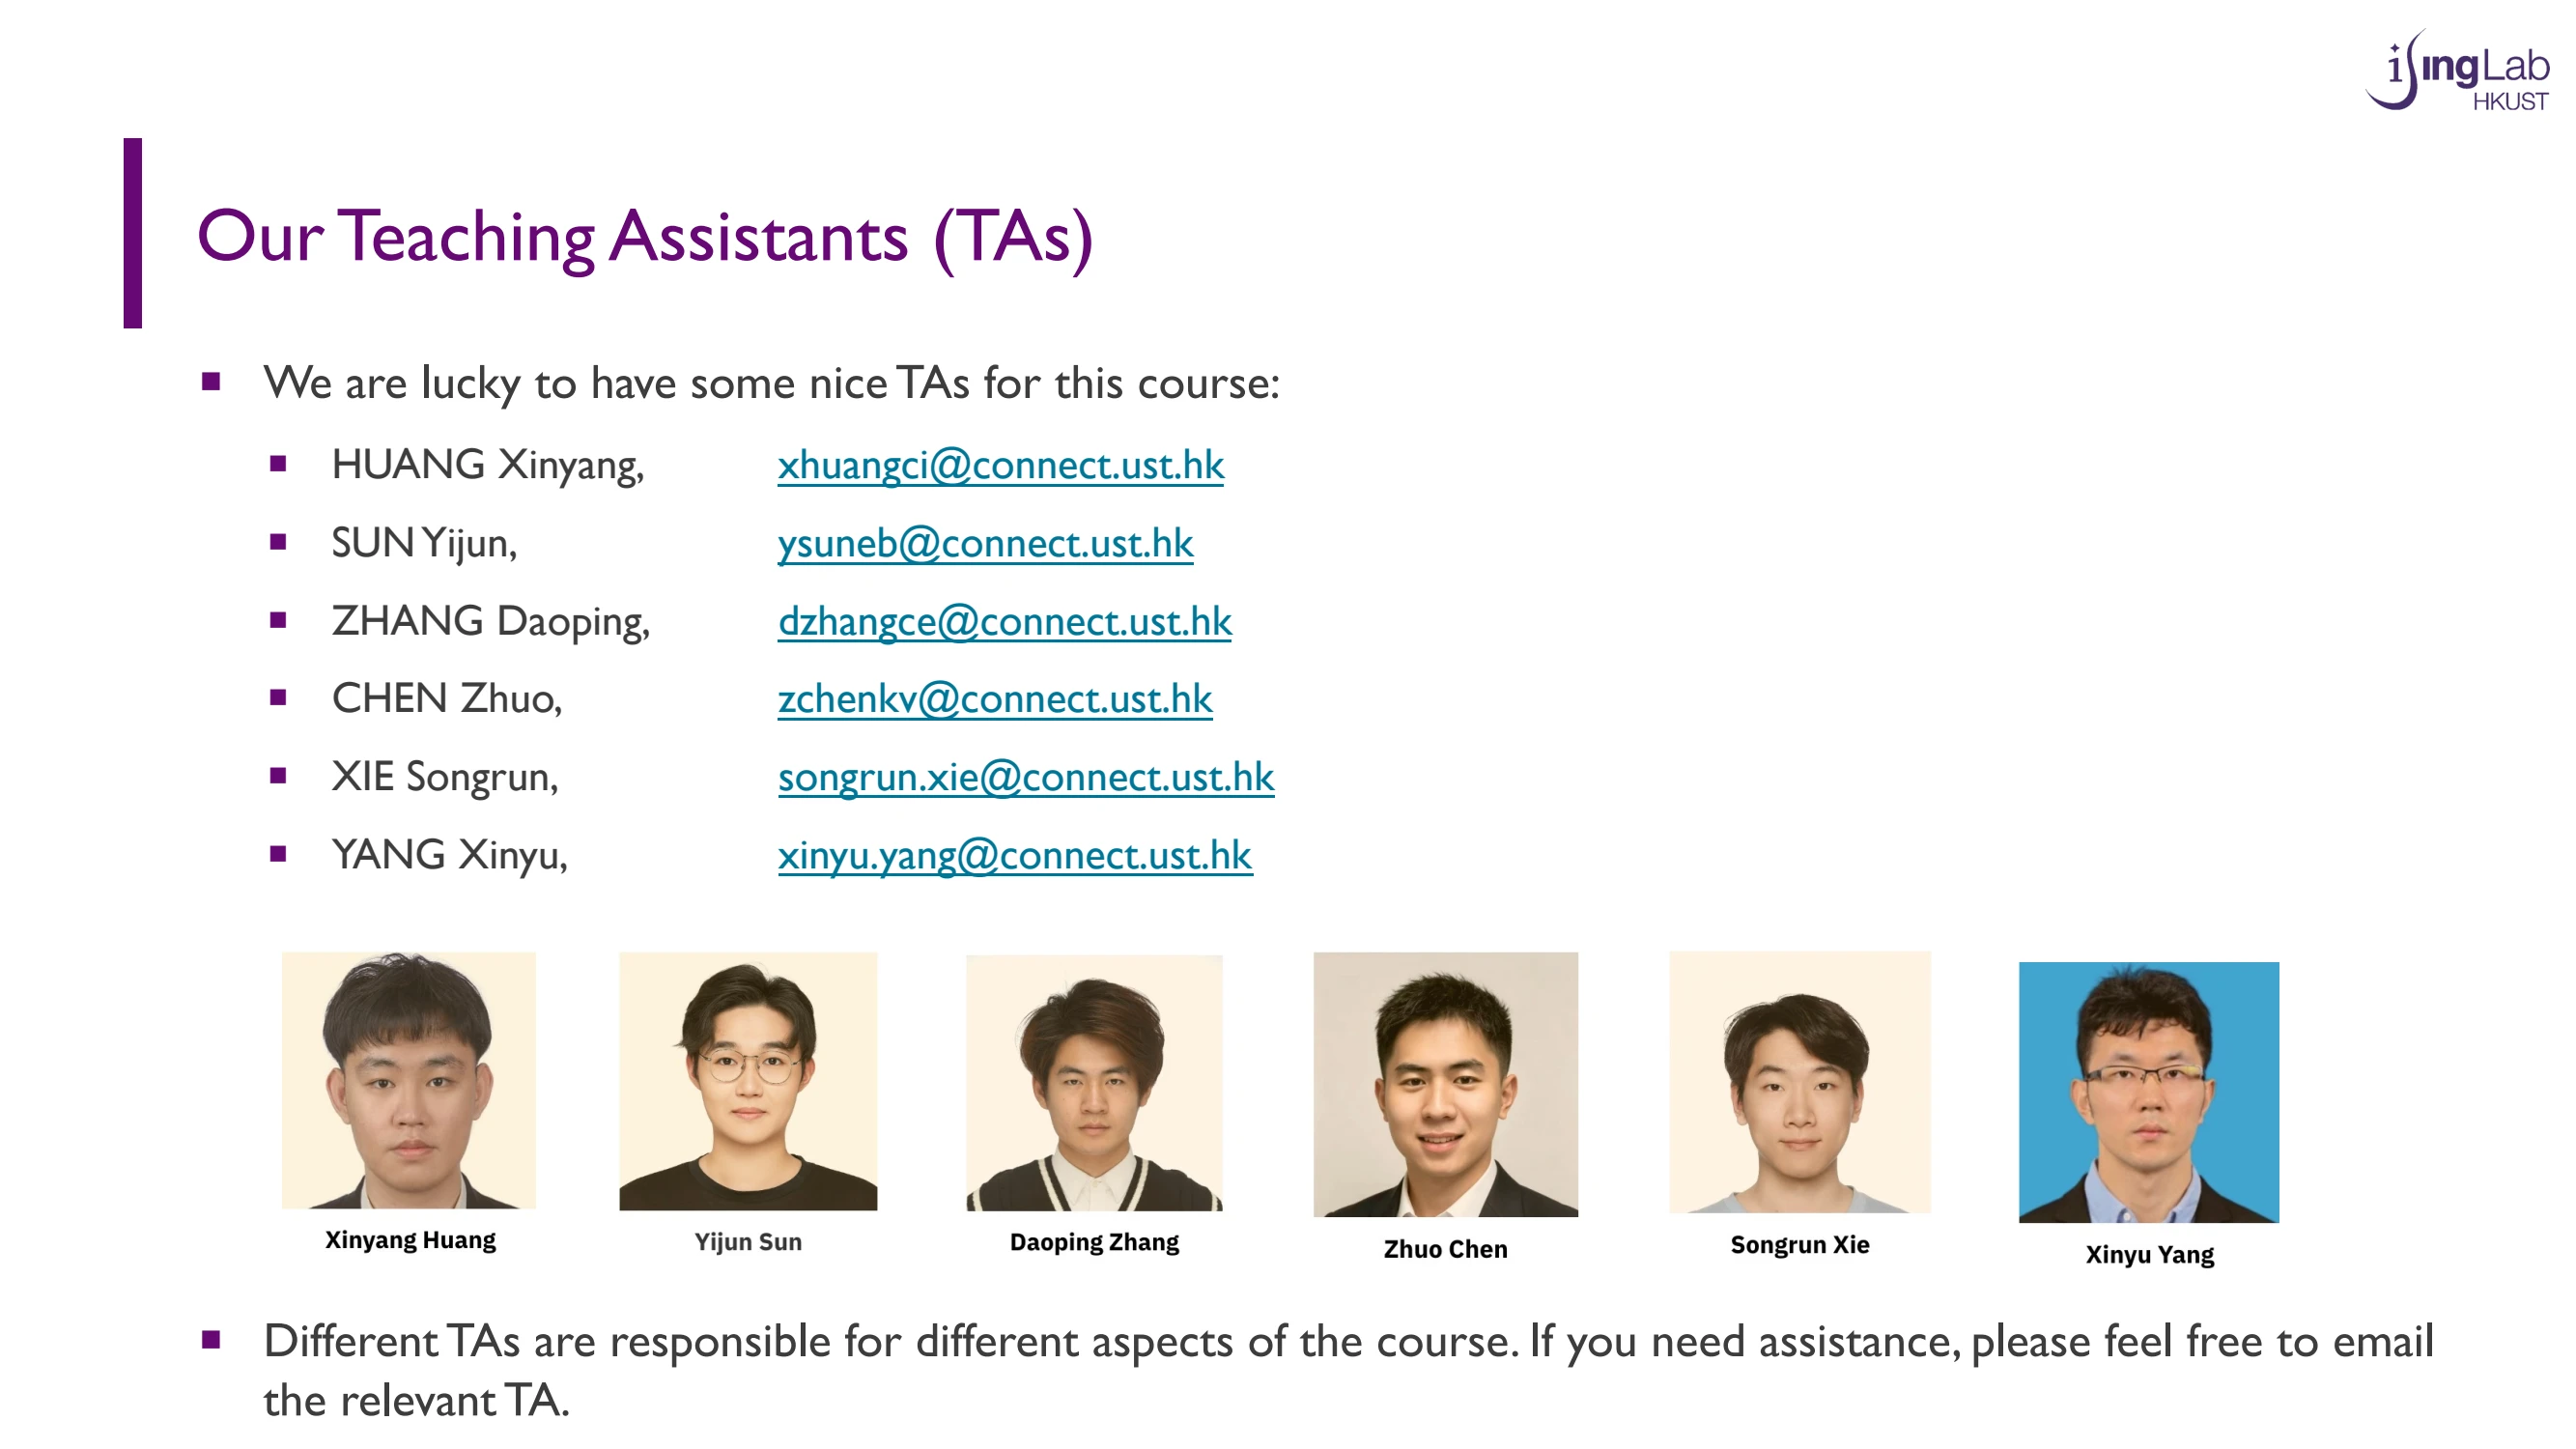 iSingLab
HKUST
Our Teaching Assistants (TAs)
We are lucky to have some nice TAs for this course:
HUANG Xinyang, xhuangci@connect.ust.hk
SUN Yijun, ysuneb@connect.ust.hk
ZHANG Daoping, dzhangce@connect.ust.hk
CHEN Zhuo, zchenkv@connect.ust.hk
XIE Songrun, songrun.xie@connect.ust.hk
YANG Xinyu, xinyu.yang@connect.ust.hk
Xinyang Huang
Yijun Sun
Daoping Zhang
Zhuo Chen
Songrun Xie
Xinyu Yang
Different TAs are responsible for different aspects of the course. If you need assistance, please feel free to email
the relevant TA.